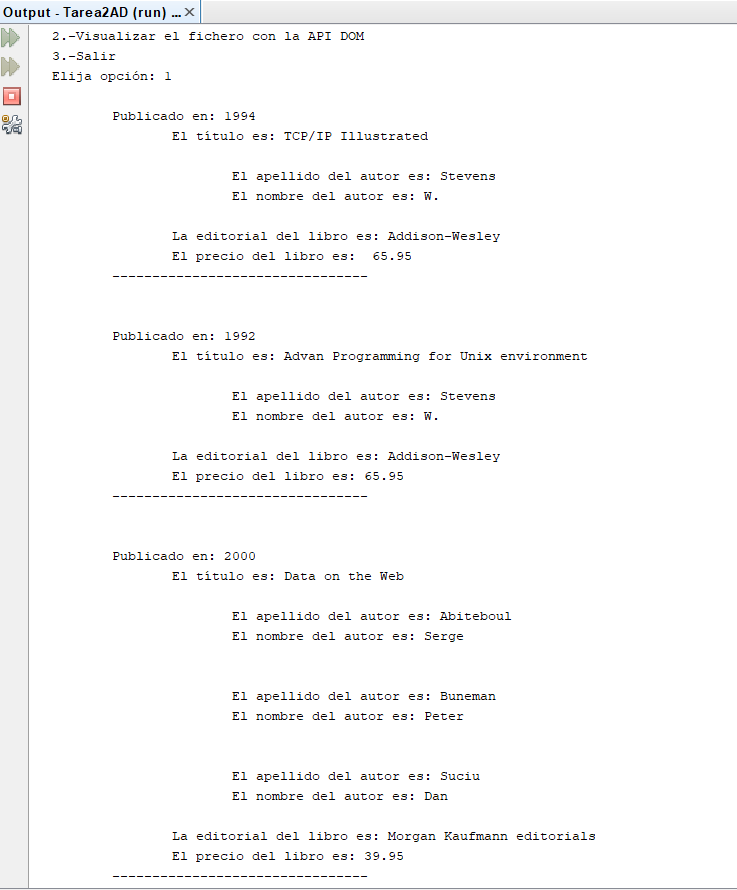 Output - Tarea2AD (run) ...
2.-Visualizar el fichero con la API DOM
3.-Salir
Elija opción: 1
Publicado en: 1994
El título es: TCP/IP Illustrated
El apellido del autor es: Stevens
El nombre del autor es: W.
La editorial del libro es: Addison-Wesley
El precio del libro es:  65.95
--------------------------------
Publicado en: 1992
El título es: Advan Programming for Unix environment
El apellido del autor es: Stevens
El nombre del autor es: W.
La editorial del libro es: Addison-Wesley
El precio del libro es: 65.95
--------------------------------
Publicado en: 2000
El título es: Data on the Web
El apellido del autor es: Abiteboul
El nombre del autor es: Serge
El apellido del autor es: Buneman
El nombre del autor es: Peter
El apellido del autor es: Suciu
El nombre del autor es: Dan
La editorial del libro es: Morgan Kaufmann editorials
El precio del libro es: 39.95
--------------------------------